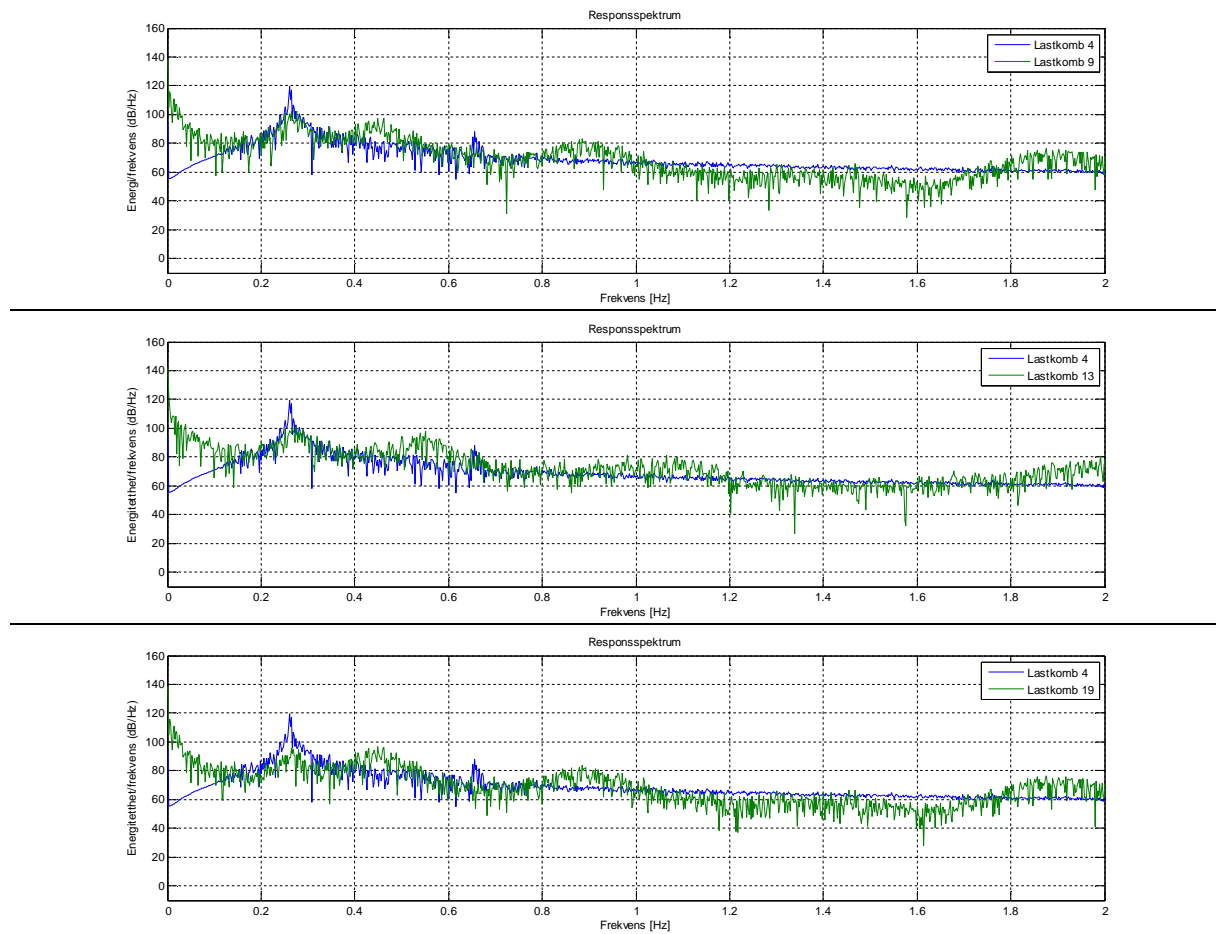 Responsspektrum
160
140
120
100
80
60
40
20
0
Energi/frekvens (dB/Hz)
Lastkomb 4
Lastkomb 9
0 0.2 0.4 0.6 0.8 1 1.2 1.4 1.6 1.8 2
Frekvens [Hz]
Responsspektrum
160
140
120
100
80
60
40
20
0
Energitetthet/frekvens (dB/Hz)
Lastkomb 4
Lastkomb 13
0 0.2 0.4 0.6 0.8 1 1.2 1.4 1.6 1.8 2
Frekvens [Hz]
Responsspektrum
160
140
120
100
80
60
40
20
0
Energitetthet/frekvens (dB/Hz)
Lastkomb 4
Lastkomb 19
0 0.2 0.4 0.6 0.8 1 1.2 1.4 1.6 1.8 2
Frekvens [Hz]